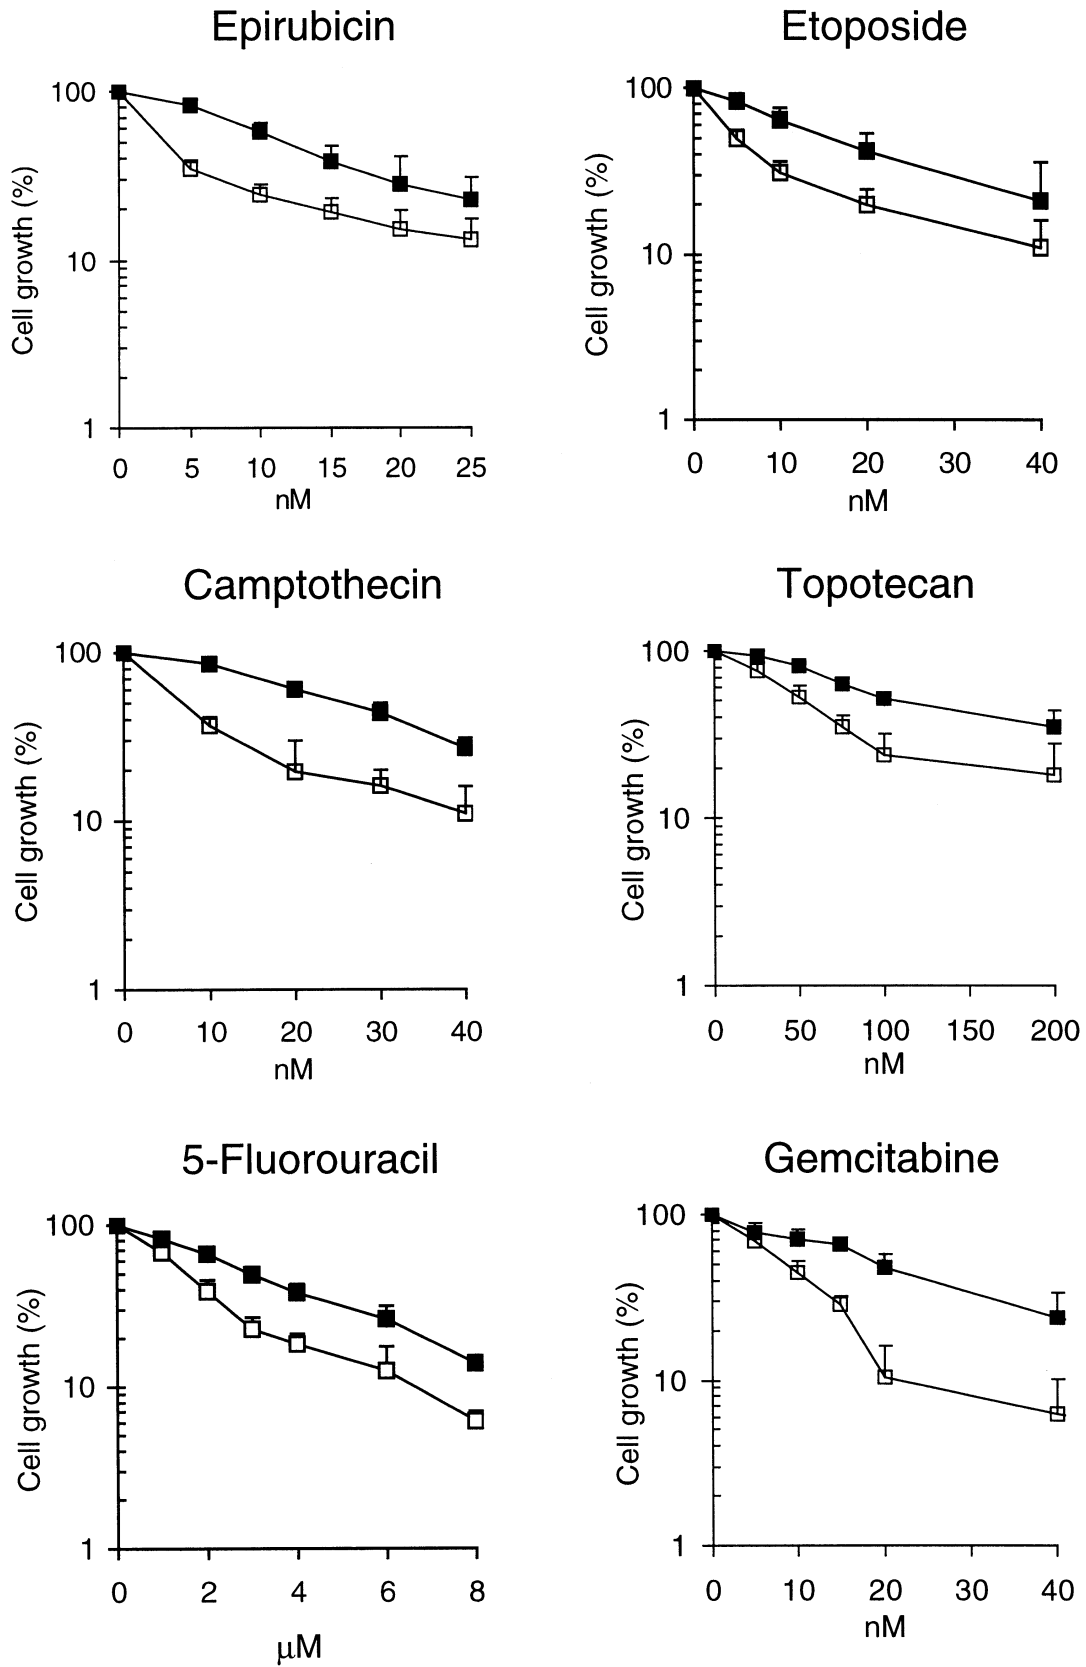 Epirubicin
100
10
1
Cell growth (%)
0 5 10 15 20 25
nM
Etoposide
100
10
1
Cell growth (%)
0 10 20 30 40
nM
Camptothecin
100
10
1
Cell growth (%)
0 10 20 30 40
nM
Topotecan
100
10
1
Cell growth (%)
0 50 100 150 200
nM
5-Fluorouracil
100
10
1
Cell growth (%)
0 2 4 6 8
μM
Gemcitabine
100
10
1
Cell growth (%)
0 10 20 30 40
nM